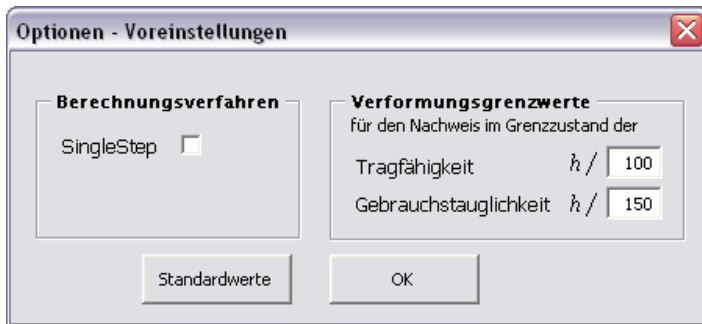 Optionen - Voreinstellungen
Berechnungsverfahren
SingleStep
Verformungsgrenzwerte
für den Nachweis im Grenzzustand der
Tragfähigkeit h / 100
Gebrauchstauglichkeit h / 150
Standardwerte
OK